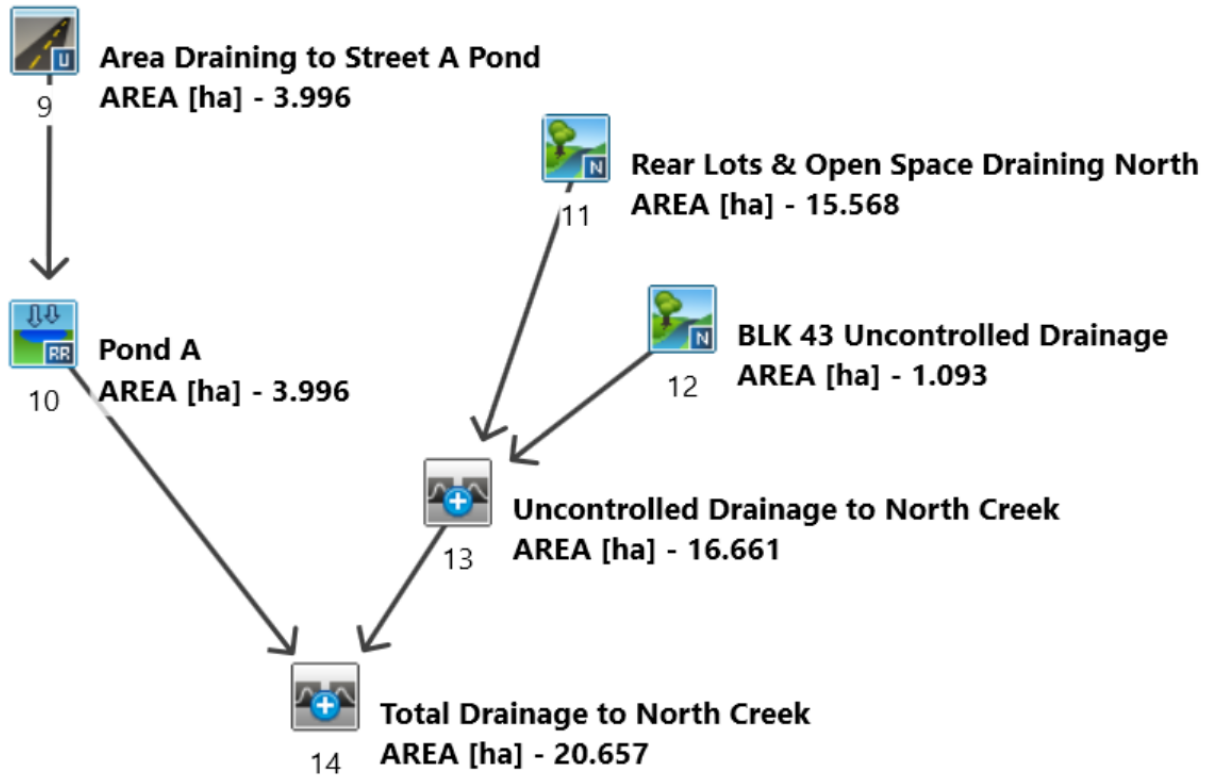 U
Area Draining to Street A Pond
AREA [ha] - 3.996
9
N
Rear Lots & Open Space Draining North
AREA [ha] - 15.568
11
RR
Pond A
AREA [ha] - 3.996
10
N
BLK 43 Uncontrolled Drainage
AREA [ha] - 1.093
12
Uncontrolled Drainage to North Creek
AREA [ha] - 16.661
13
Total Drainage to North Creek
AREA [ha] - 20.657
14